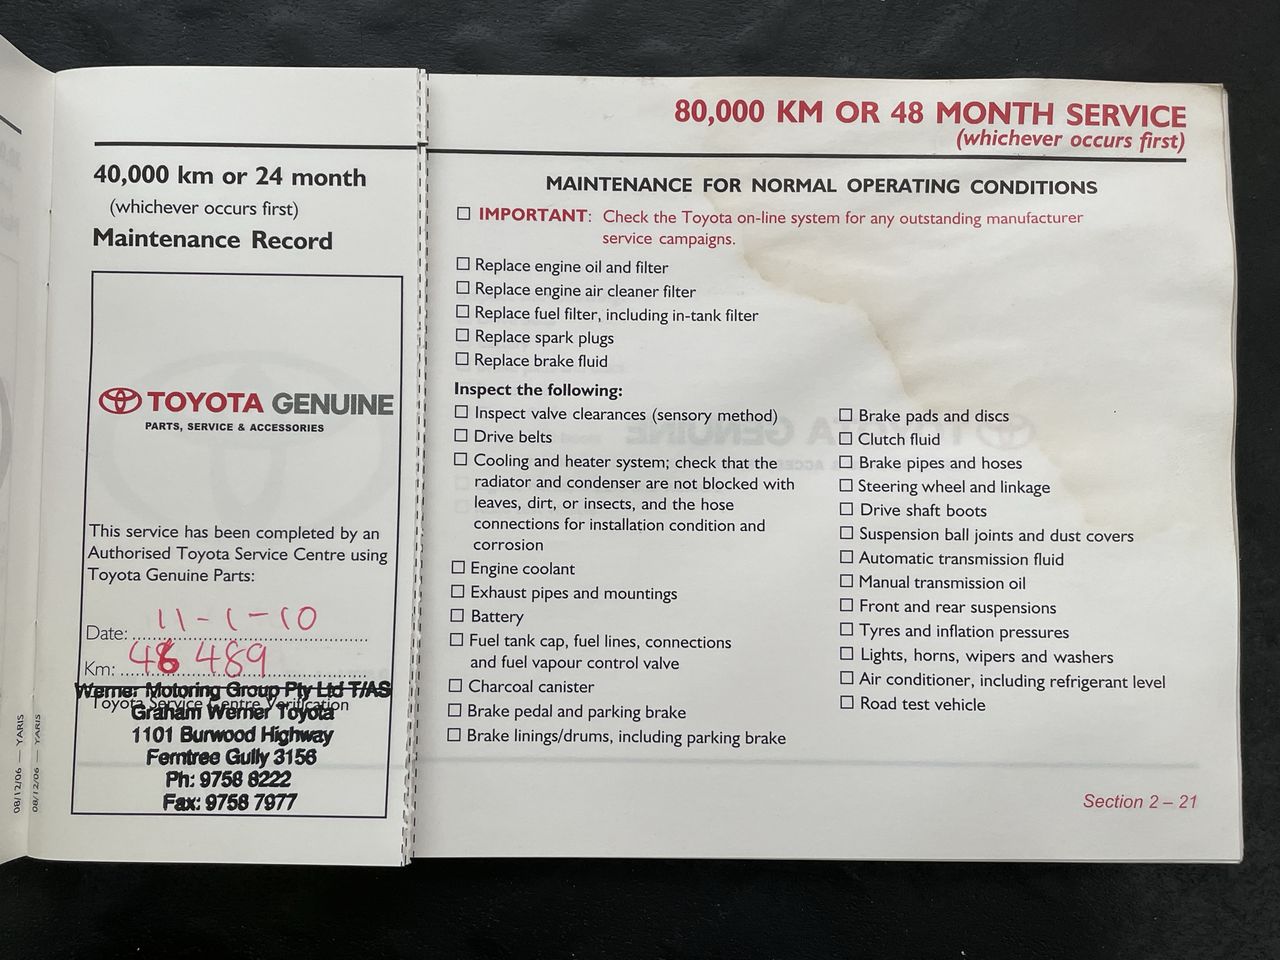 40,000 km or 24 month
(whichever occurs first)
Maintenance Record
TOYOTA GENUINE
PARTS, SERVICE & ACCESSORIES
This service has been completed by an
Authorised Toyota Service Centre using
Toyota Genuine Parts:
Date: 11-1-10
Km: 46 489
Toyota Service Centre Verification
Werner Motoring Group Pty Ltd T/AS
Graham Werner Toyota
1101 Burwood Highway
Ferntree Gully 3156
Ph: 9758 8222
Fax: 9758 7977
08/12/06 — YARIS
08/12/06 — YARIS
80,000 KM OR 48 MONTH SERVICE
(whichever occurs first)
MAINTENANCE FOR NORMAL OPERATING CONDITIONS
IMPORTANT: Check the Toyota on-line system for any outstanding manufacturer
service campaigns.
Replace engine oil and filter
Replace engine air cleaner filter
Replace fuel filter, including in-tank filter
Replace spark plugs
Replace brake fluid
Inspect the following:
Inspect valve clearances (sensory method)
Drive belts
Cooling and heater system; check that the
radiator and condenser are not blocked with
leaves, dirt, or insects, and the hose
connections for installation condition and
corrosion
Engine coolant
Exhaust pipes and mountings
Battery
Fuel tank cap, fuel lines, connections
and fuel vapour control valve
Charcoal canister
Brake pedal and parking brake
Brake linings/drums, including parking brake
Brake pads and discs
Clutch fluid
Brake pipes and hoses
Steering wheel and linkage
Drive shaft boots
Suspension ball joints and dust covers
Automatic transmission fluid
Manual transmission oil
Front and rear suspensions
Tyres and inflation pressures
Lights, horns, wipers and washers
Air conditioner, including refrigerant level
Road test vehicle
Section 2 – 21